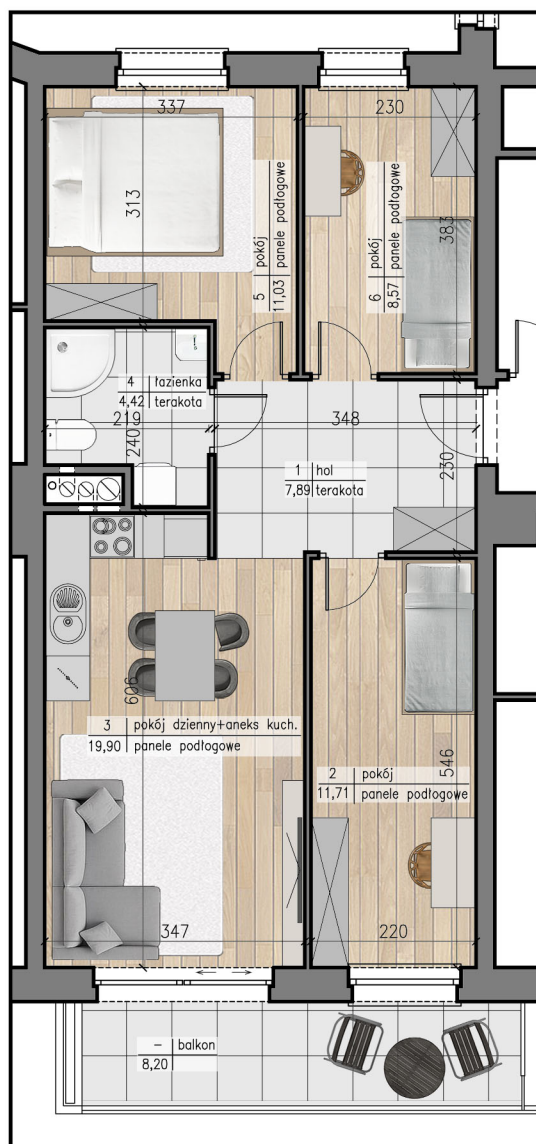 337
230
313
5 pokój
11,03 panele podłogowe
6 pokój
8,57 panele podłogowe
383
4 łazienka
4,42 terakota
219
240
348
1 hol
7,89 terakota
230
606
3 pokój dzienny+aneks kuch.
19,90 panele podłogowe
2 pokój
11,71 panele podłogowe
546
347
220
– balkon
8,20